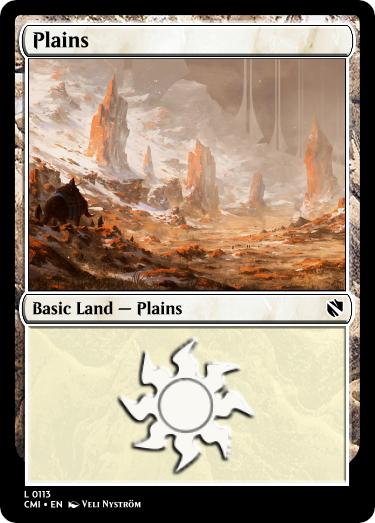 Plains
Basic Land — Plains
L 0113
CMI • EN Veli Nyström